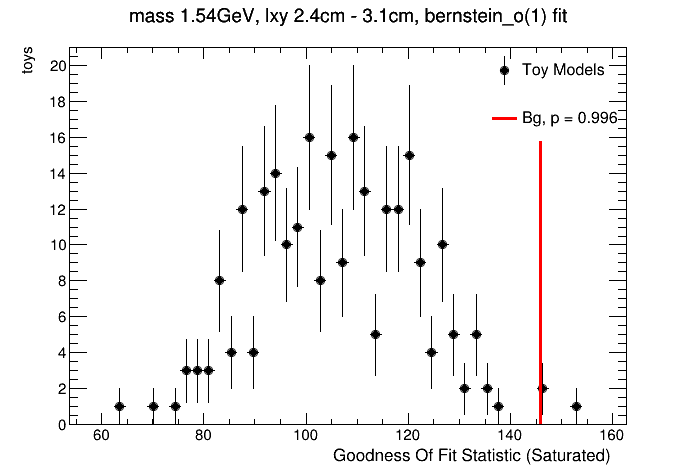 mass 1.54GeV, lxy 2.4cm - 3.1cm, bernstein_o(1) fit
toys
20
18
16
14
12
10
8
6
4
2
0
Toy Models
Bg, p = 0.996
60 80 100 120 140 160
Goodness Of Fit Statistic (Saturated)